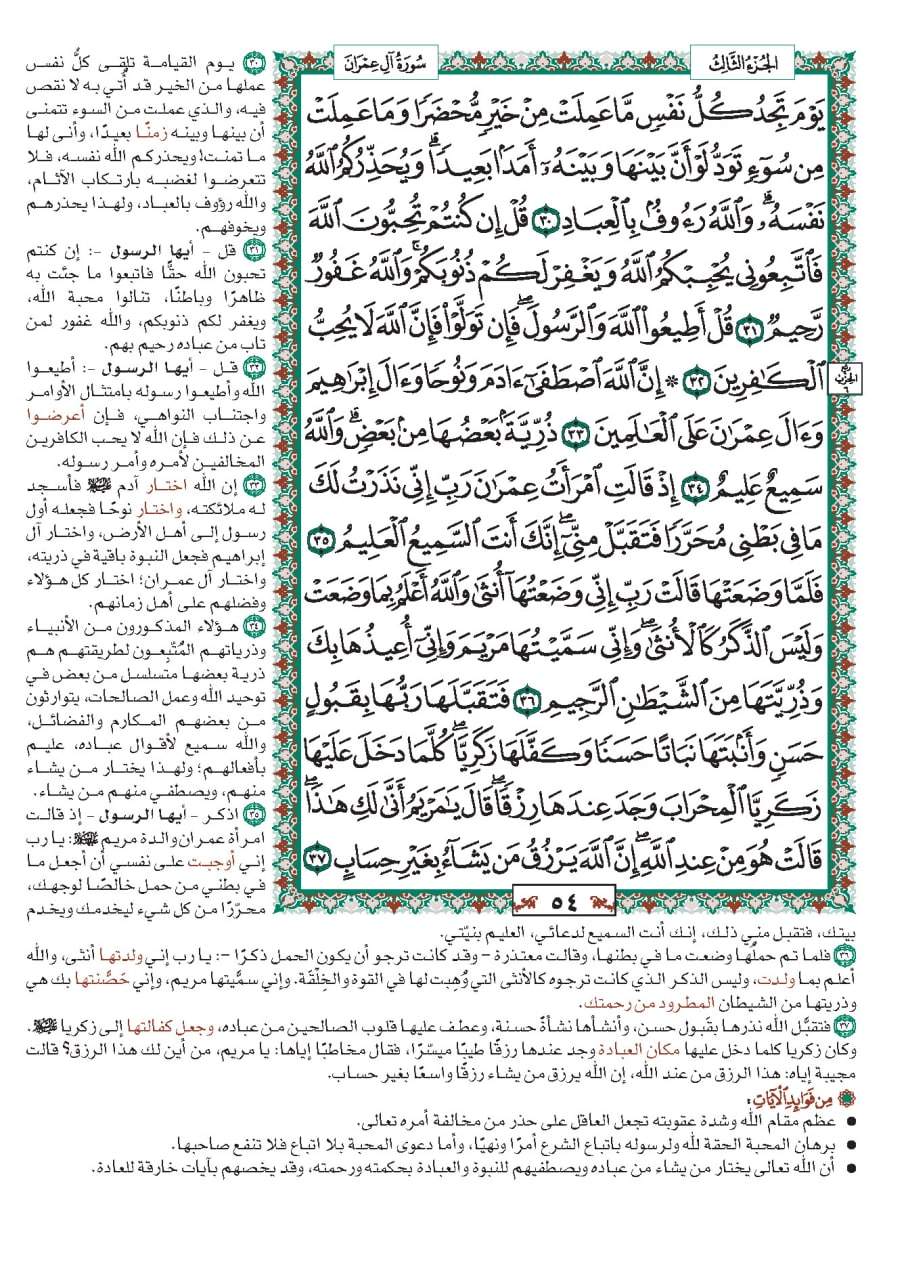 الجزء الثالث
سورة آل عمران
يَوْمَ تَجِدُ كُلُّ نَفْسٍ مَّا عَمِلَتْ مِنْ خَيْرٍ مُّحْضَرًا وَمَا عَمِلَتْ
مِن سُوٓءٍ تَوَدُّ لَوْ أَنَّ بَيْنَهَا وَبَيْنَهُۥٓ أَمَدًۢا بَعِيدًاۗ وَيُحَذِّرُكُمُ ٱللَّهُ
نَفْسَهُۥۗ وَٱللَّهُ رَءُوفُۢ بِٱلْعِبَادِ ٣٠ قُلْ إِن كُنتُمْ تُحِبُّونَ ٱللَّهَ
فَٱتَّبِعُونِي يُحْبِبْكُمُ ٱللَّهُ وَيَغْفِرْ لَكُمْ ذُنُوبَكُمْۚ وَٱللَّهُ غَفُورٌ
رَّحِيمٌ ٣١ قُلْ أَطِيعُواْ ٱللَّهَ وَٱلرَّسُولَۖ فَإِن تَوَلَّوْاْ فَإِنَّ ٱللَّهَ لَا يُحِبُّ
ٱلْكَٰفِرِينَ ٣٢ ۞ إِنَّ ٱللَّهَ ٱصْطَفَىٰٓ ءَادَمَ وَنُوحًا وَءَالَ إِبْرَٰهِيمَ
وَءَالَ عِمْرَٰنَ عَلَى ٱلْعَٰلَمِينَ ٣٣ ذُرِّيَّةَۢ بَعْضُهَا مِنۢ بَعْضٍۗ وَٱللَّهُ
سَمِيعٌ عَلِيمٌ ٣٤ إِذْ قَالَتِ ٱمْرَأَتُ عِمْرَٰنَ رَبِّ إِنِّي نَذَرْتُ لَكَ
مَا فِي بَطْنِي مُحَرَّرًا فَتَقَبَّلْ مِنِّيٓۖ إِنَّكَ أَنتَ ٱلسَّمِيعُ ٱلْعَلِيمُ ٣٥
فَلَمَّا وَضَعَتْهَا قَالَتْ رَبِّ إِنِّي وَضَعْتُهَآ أُنثَىٰ وَٱللَّهُ أَعْلَمُ بِمَا وَضَعَتْ
وَلَيْسَ ٱلذَّكَرُ كَٱلْأُنثَىٰۖ وَإِنِّي سَمَّيْتُهَا مَرْيَمَ وَإِنِّيٓ أُعِيذُهَا بِكَ
وَذُرِّيَّتَهَا مِنَ ٱلشَّيْطَٰنِ ٱلرَّجِيمِ ٣٦ فَتَقَبَّلَهَا رَبُّهَا بِقَبُولٍ
حَسَنٍ وَأَنۢبَتَهَا نَبَاتًا حَسَنًا وَكَفَّلَهَا زَكَرِيَّاۖ كُلَّمَا دَخَلَ عَلَيْهَا
زَكَرِيَّا ٱلْمِحْرَابَ وَجَدَ عِندَهَا رِزْقًاۖ قَالَ يَٰمَرْيَمُ أَنَّىٰ لَكِ هَٰذَاۖ
قَالَتْ هُوَ مِنْ عِندِ ٱللَّهِۖ إِنَّ ٱللَّهَ يَرْزُقُ مَن يَشَآءُ بِغَيْرِ حِسَابٍ ٣٧
٥٤
ربع
الحزب
٦
٣٠ يوم القيامة تلقى كلُّ نفس
عملها من الخير قد أُتي به لا نقص
فيه، والذي عملت من السوء تتمنى
أن بينها وبينه زمنًا بعيدًا، وأنى لها
ما تمنت! ويحذركم الله نفسه، فلا
تتعرضوا لغضبه بارتكاب الآثام،
والله رؤوف بالعباد، ولهذا يحذرهم
ويخوفهم.
٣١ قل - أيها الرسول -: إن كنتم
تحبون الله حقًّا فاتبعوا ما جئت به
ظاهرًا وباطنًا، تنالوا محبة الله،
ويغفر لكم ذنوبكم، والله غفور لمن
تاب من عباده رحيم بهم.
٣٢ قل - أيها الرسول -: أطيعوا
الله وأطيعوا رسوله بامتثال الأوامر
واجتناب النواهي، فإن أعرضوا
عن ذلك فإن الله لا يحب الكافرين
المخالفين لأمره وأمر رسوله.
٣٣ إن الله اختار آدم ﷺ فأسجد
له ملائكته، واختار نوحًا فجعله أول
رسول إلى أهل الأرض، واختار آل
إبراهيم فجعل النبوة باقية في ذريته،
واختار آل عمران؛ اختار كل هؤلاء
وفضلهم على أهل زمانهم.
٣٤ هؤلاء المذكورون من الأنبياء
وذرياتهم المُتَّبِعون لطريقتهم هم
ذرية بعضها متسلسل من بعض في
توحيد الله وعمل الصالحات، يتوارثون
من بعضهم المكارم والفضائل،
والله سميع لأقوال عباده، عليم
بأفعالهم؛ ولهذا يختار من يشاء
منهم، ويصطفي منهم من يشاء.
٣٥ اذكر - أيها الرسول - إذ قالت
امرأة عمران والدة مريم : يا رب
إني أوجبت على نفسي أن أجعل ما
في بطني من حمل خالصًا لوجهك،
محررًا من كل شيء ليخدمك ويخدم
بيتك، فتقبل مني ذلك، إنك أنت السميع لدعائي، العليم بنيّتي.
٣٦ فلما تم حملُها وضعت ما في بطنها، وقالت معتذرة - وقد كانت ترجو أن يكون الحمل ذكرًا -: يا رب إني ولدتها أنثى، والله
أعلم بما ولدت، وليس الذكر الذي كانت ترجوه كالأنثى التي وُهِبت لها في القوة والخِلْقَة. وإني سمَّيتها مريم، وإني حَصَّنتها بك هي
وذريتها من الشيطان المطرود من رحمتك.
٣٧ فتقبَّل الله نذرها بقَبول حسن، وأنشأها نشأةً حسنة، وعطف عليها قلوب الصالحين من عباده، وجعل كفالتها إلى زكريا ﷺ.
وكان زكريا كلما دخل عليها مكان العبادة وجد عندها رزقًا طيبًا ميسّرًا، فقال مخاطبًا إياها: يا مريم، من أين لك هذا الرزق؟ قالت
مجيبة إياه: هذا الرزق من عند الله، إن الله يرزق من يشاء رزقًا واسعًا بغير حساب.
مِن فَوَائِدِ الْآيَاتِ:
• عظم مقام الله وشدة عقوبته تجعل العاقل على حذر من مخالفة أمره تعالى.
• برهان المحبة الحقة لله ولرسوله باتباع الشرع أمرًا ونهيًا، وأما دعوى المحبة بلا اتباع فلا تنفع صاحبها.
• أن الله تعالى يختار من يشاء من عباده ويصطفيهم للنبوة والعبادة بحكمته ورحمته، وقد يخصهم بآيات خارقة للعادة.